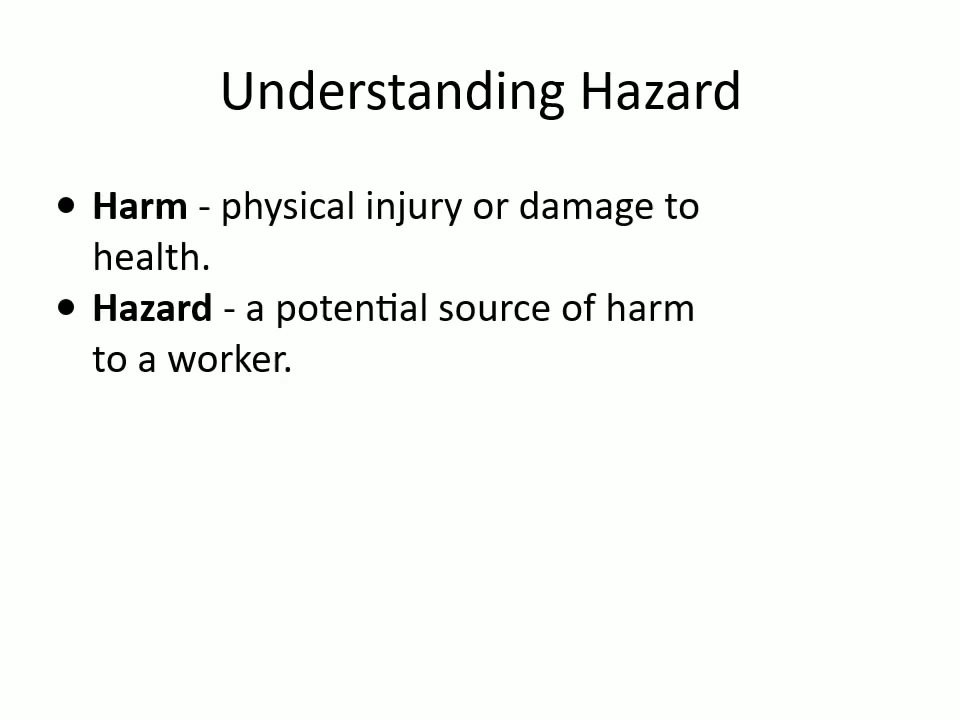 Understanding Hazard
• Harm - physical injury or damage to
health.
• Hazard - a potential source of harm
to a worker.